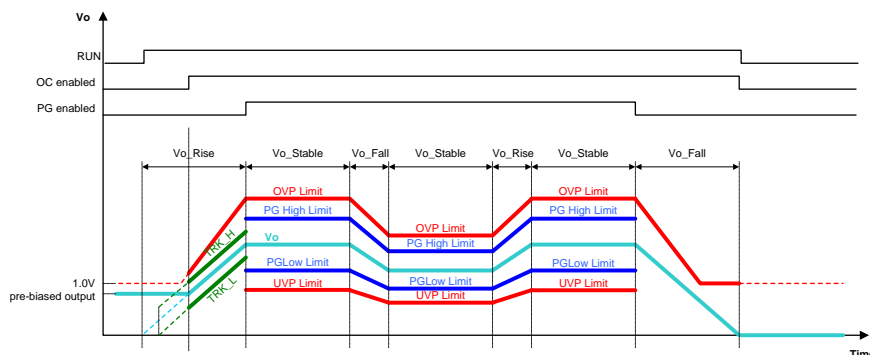 Vo
RUN
OC enabled
PG enabled
Vo_Rise
Vo_Stable
Vo_Fall
Vo_Stable
Vo_Rise
Vo_Stable
Vo_Fall
OVP Limit
PG High Limit
Vo
PGLow Limit
UVP Limit
OVP Limit
PG High Limit
PGLow Limit
UVP Limit
OVP Limit
PG High Limit
PGLow Limit
UVP Limit
TRK_H
TRK_L
1.0V
pre-biased output
Time